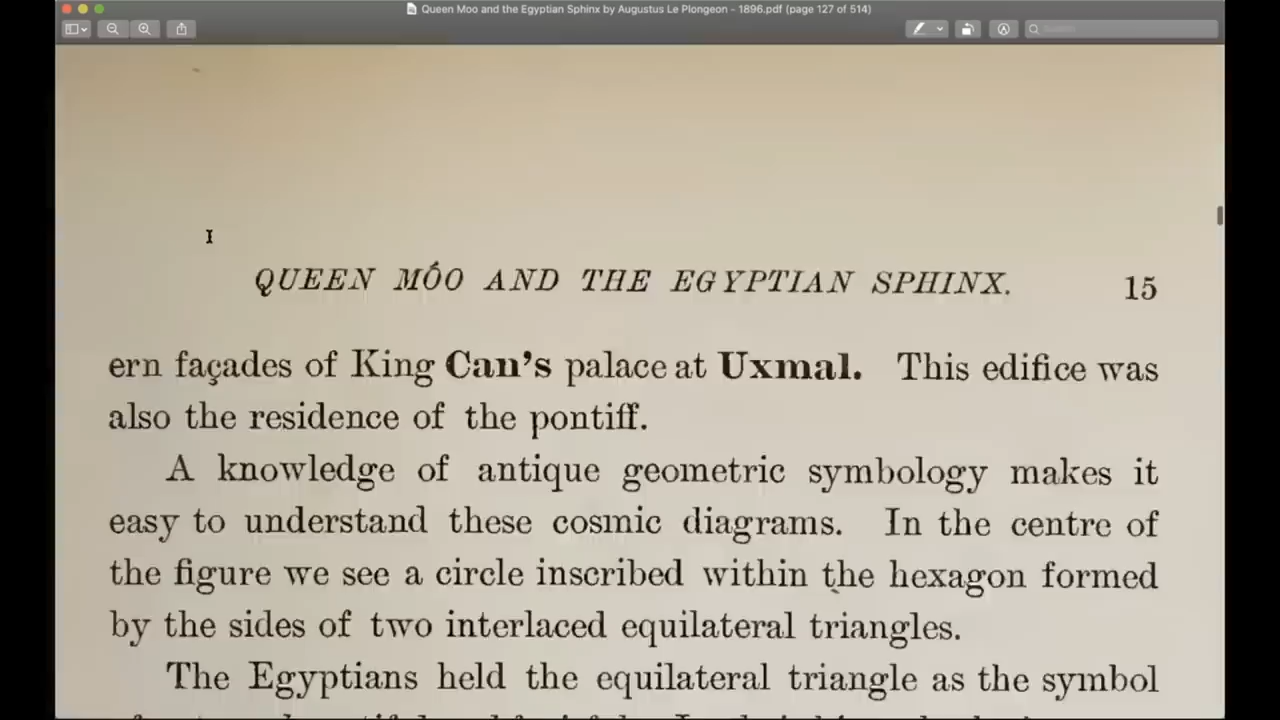 Queen Moo and the Egyptian Sphinx by Augustus Le Plongeon - 1896.pdf (page 127 of 514)
Search
QUEEN MÓO AND THE EGYPTIAN SPHINX. 15
ern façades of King Can's palace at Uxmal. This edifice was
also the residence of the pontiff.
A knowledge of antique geometric symbology makes it
easy to understand these cosmic diagrams. In the centre of
the figure we see a circle inscribed within the hexagon formed
by the sides of two interlaced equilateral triangles.
The Egyptians held the equilateral triangle as the symbol